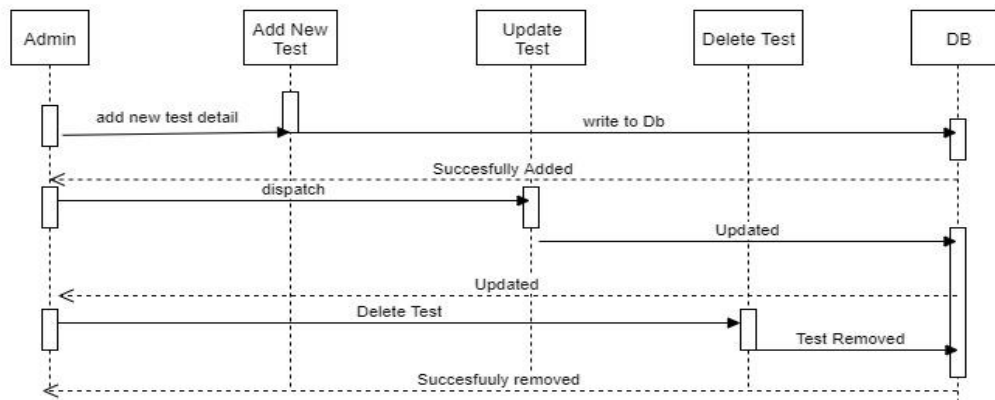 Admin
Add New
Test
Update
Test
Delete Test
DB
add new test detail
write to Db
Succesfully Added
dispatch
Updated
Updated
Delete Test
Test Removed
Succesfuuly removed